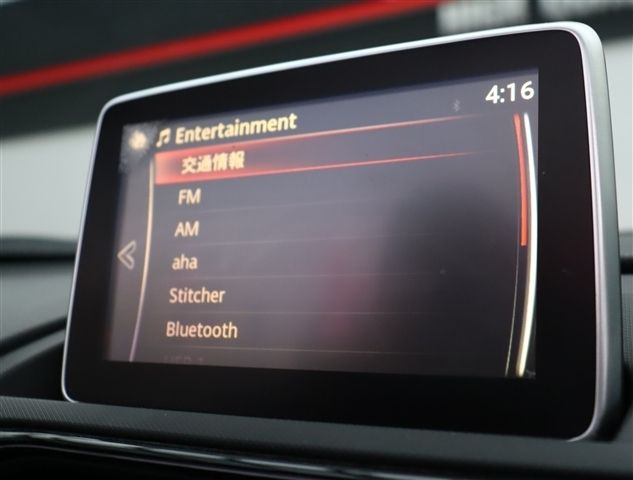 4:16
Entertainment
交通情報
FM
AM
aha
Stitcher
Bluetooth